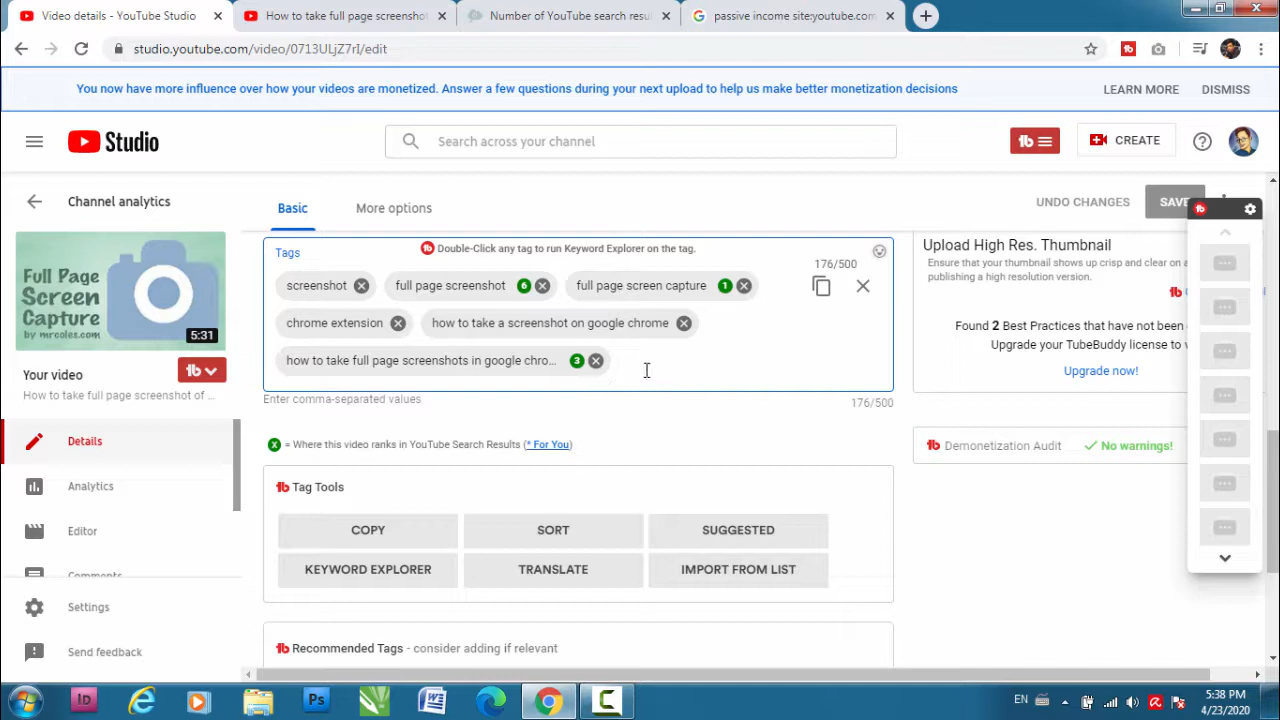 Video details - YouTube Studio
How to take full page screenshot
Number of YouTube search resu
passive income site:youtube.com
studio.youtube.com/video/0713ULjZ7rI/edit
You now have more influence over how your videos are monetized. Answer a few questions during your next upload to help us make better monetization decisions
LEARN MORE
DISMISS
Studio
Search across your channel
CREATE
Channel analytics
Basic
More options
UNDO CHANGES
SAVE
Full Page
Screen
Capture
by mrcoles.com
5:31
Your video
How to take full page screenshot of ...
Details
Analytics
Editor
Comments
Settings
Send feedback
Tags
Double-Click any tag to run Keyword Explorer on the tag.
176/500
screenshot
full page screenshot 6
full page screen capture 1
chrome extension
how to take a screenshot on google chrome
how to take full page screenshots in google chro... 3
Enter comma-separated values
176/500
x = Where this video ranks in YouTube Search Results (* For You)
Tag Tools
COPY
SORT
SUGGESTED
KEYWORD EXPLORER
TRANSLATE
IMPORT FROM LIST
Recommended Tags - consider adding if relevant
Upload High Res. Thumbnail
Ensure that your thumbnail shows up crisp and clear on a
publishing a high resolution version.
Found 2 Best Practices that have not been
Upgrade your TubeBuddy license to
Upgrade now!
Demonetization Audit
No warnings!
EN
5:38 PM
4/23/2020